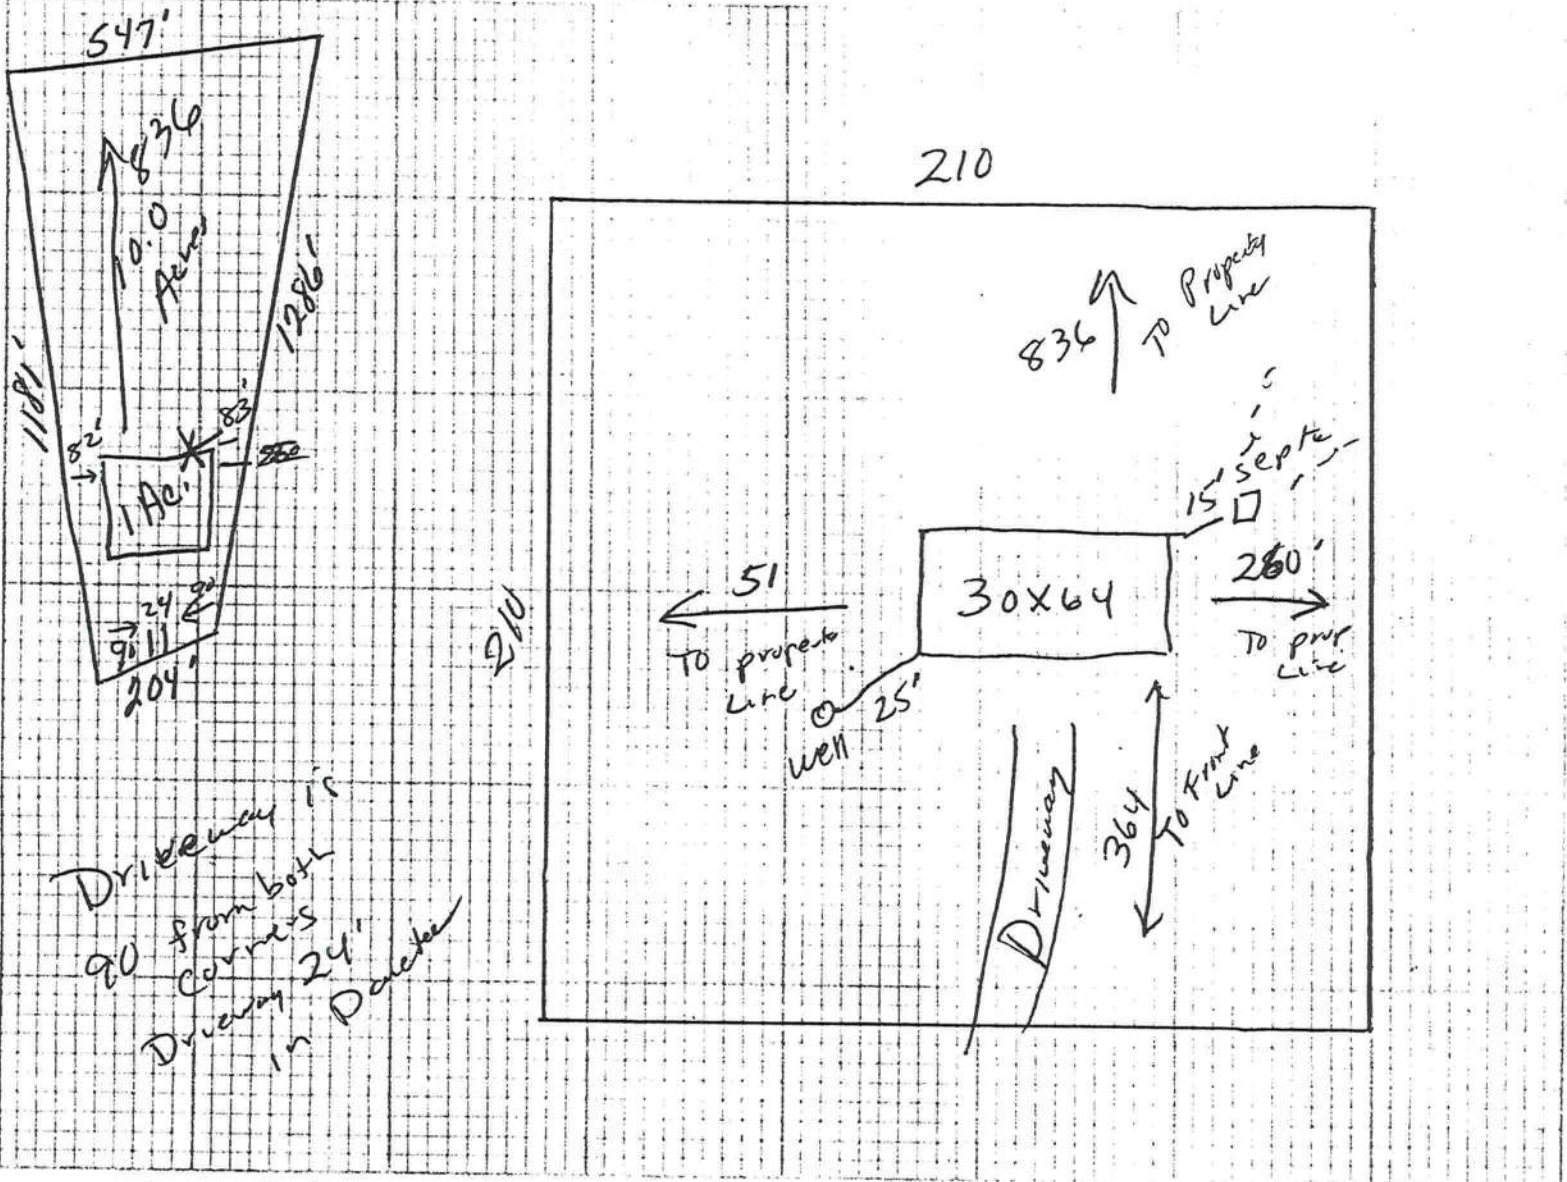 547'
836
10.0
Acres
1181'
1286'
82'
83'
1 Ac.
24
90
90
204'
Driveway is
90 from both
corners
Driveway 24'
in
210
210
836
To Property
Line
15' Septic
30X64
51
To property
Line
260'
To prop
Line
25'
well
Driveway
364
To Front
Line